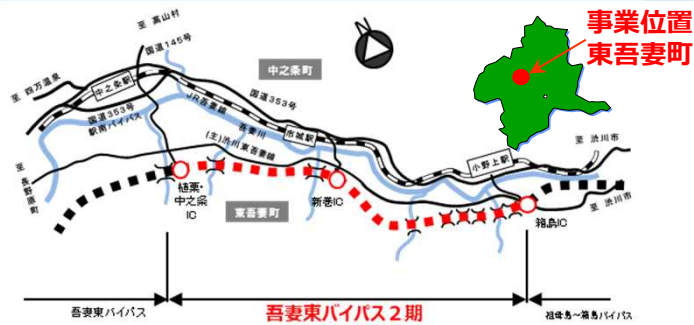 事業位置
東吾妻町
至 高山村
国道145号
中之条町
至 四万温泉
中之条駅
国道353号
国道353号
駅南バイパス
JR吾妻線
吾妻川
市城駅
(主)渋川東吾妻線
小野上駅
至 渋川市
至 長野原町
植栗・
中之条
IC
東吾妻町
新巻IC
箱島IC
至 渋川市
吾妻東バイパス
吾妻東バイパス２期
祖母島～箱島バイパス